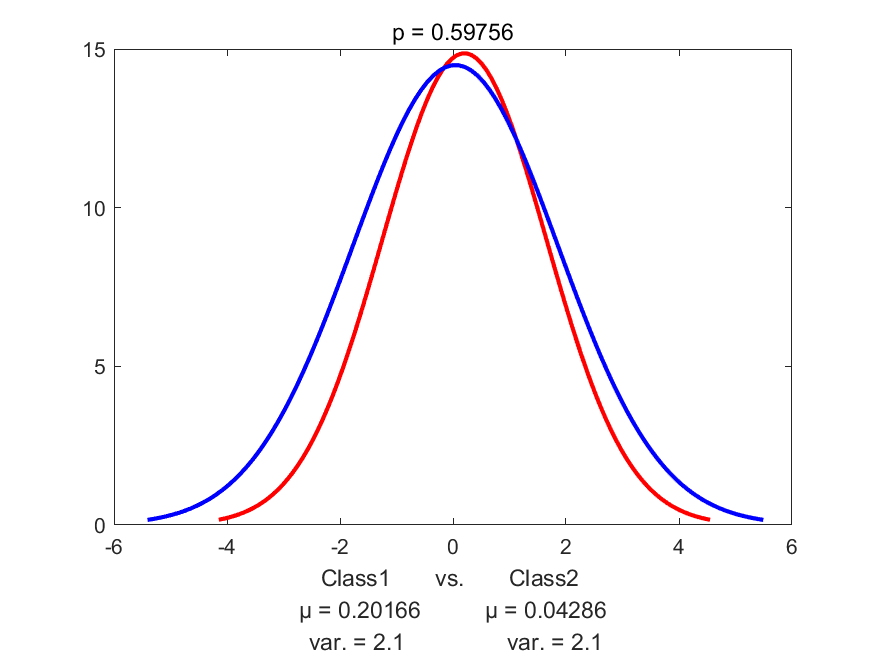 p = 0.59756
15
10
5
0
-6 -4 -2 0 2 4 6
Class1 vs. Class2
μ = 0.20166 μ = 0.04286
var. = 2.1 var. = 2.1